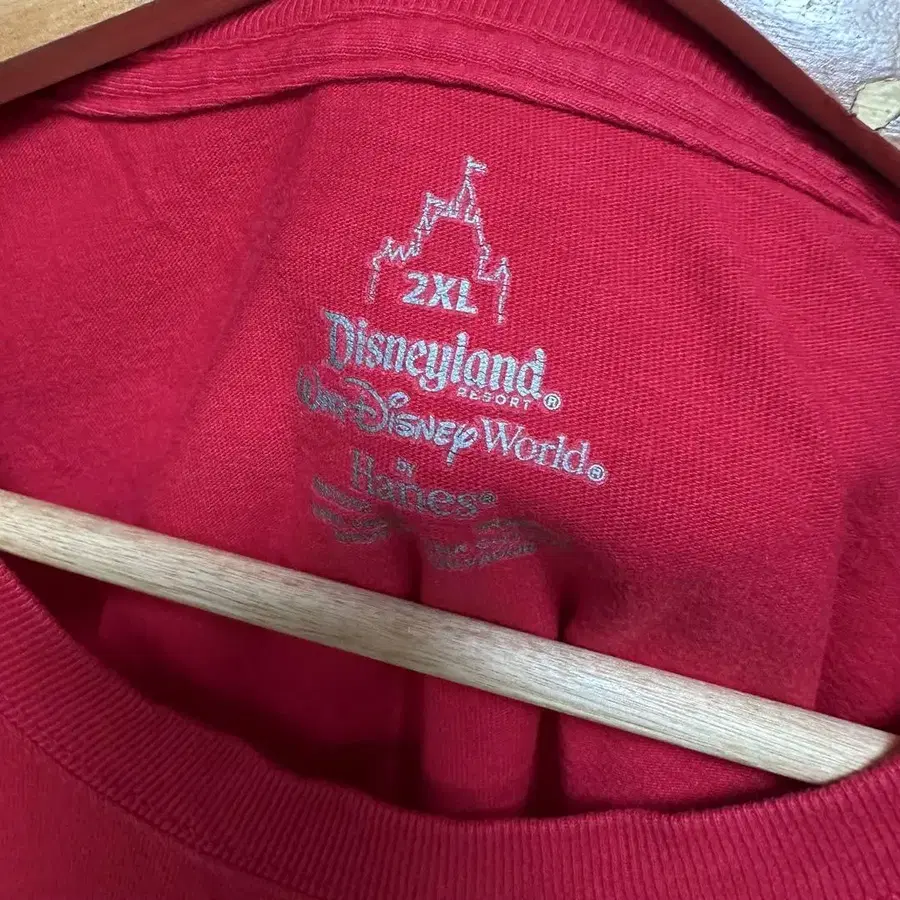 2XL
Disneyland®
RESORT
Walt Disney World®
BY
Hanes®